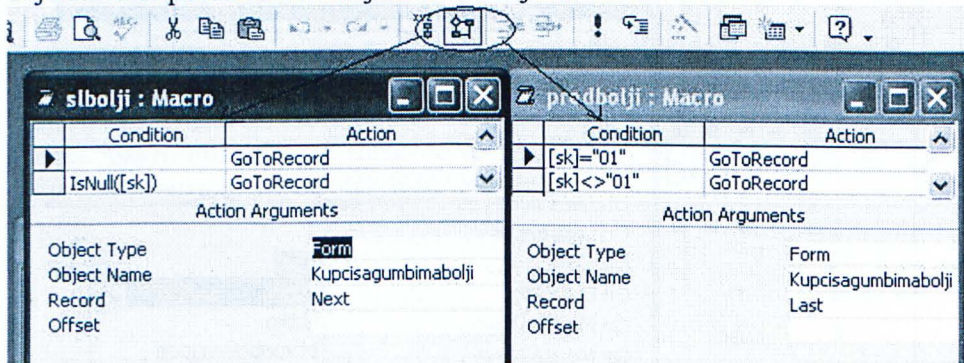 slbolji : Macro
Condition Action
GoToRecord
IsNull([sk]) GoToRecord
Action Arguments
Object Type Form
Object Name Kupcisagumbimabolji
Record Next
Offset
predbolji : Macro
Condition Action
[sk]="01" GoToRecord
[sk]<>"01" GoToRecord
Action Arguments
Object Type Form
Object Name Kupcisagumbimabolji
Record Last
Offset